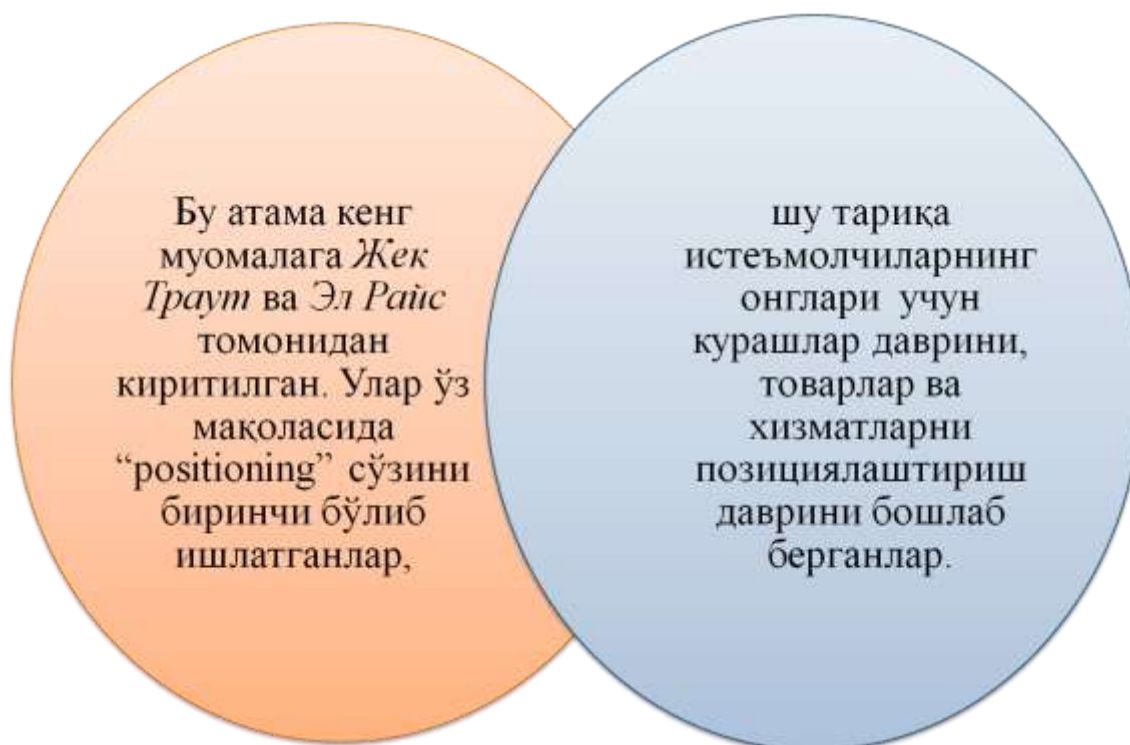 Бу атама кенг
муомалага Жек
Траут ва Эл Райс
томонидан
киритилган. Улар ўз
мақоласида
“positioning” сўзини
биринчи бўлиб
ишлатганлар,
шу тариқа
истеъмолчиларнинг
онглари учун
курашлар даврини,
товарлар ва
хизматларни
позициялаштириш
даврини бошлаб
берганлар.